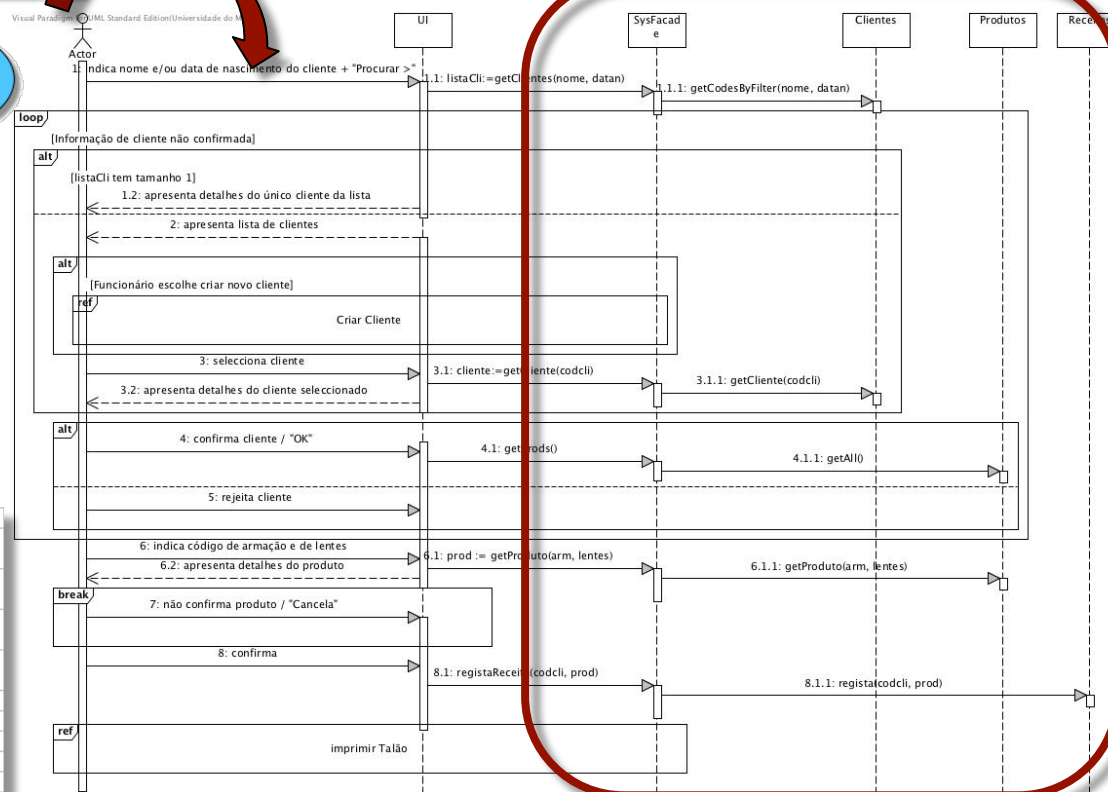 Visual Paradigm for UML Standard Edition(Universidade do M
Actor
UI
SysFacad
e
Clientes
Produtos
1: indica nome e/ou data de nascimento do cliente + "Procurar >"
1.1: listaCli:=getClientes(nome, datan)
1.1.1: getCodesByFilter(nome, datan)
loop
[Informação de cliente não confirmada]
alt
[listaCli tem tamanho 1]
1.2: apresenta detalhes do único cliente da lista
2: apresenta lista de clientes
alt
[Funcionário escolhe criar novo cliente]
ref
Criar Cliente
3: selecciona cliente
3.1: cliente:=getCliente(codcli)
3.1.1: getCliente(codcli)
3.2: apresenta detalhes do cliente seleccionado
alt
4: confirma cliente / "OK"
4.1: getProds()
4.1.1: getAll()
5: rejeita cliente
6: indica código de armação e de lentes
6.1: prod := getProduto(arm, lentes)
6.1.1: getProduto(arm, lentes)
6.2: apresenta detalhes do produto
break
7: não confirma produto / "Cancela"
8: confirma
8.1: registaReceita(codcli, prod)
8.1.1: regista(codcli, prod)
ref
imprimir Talão